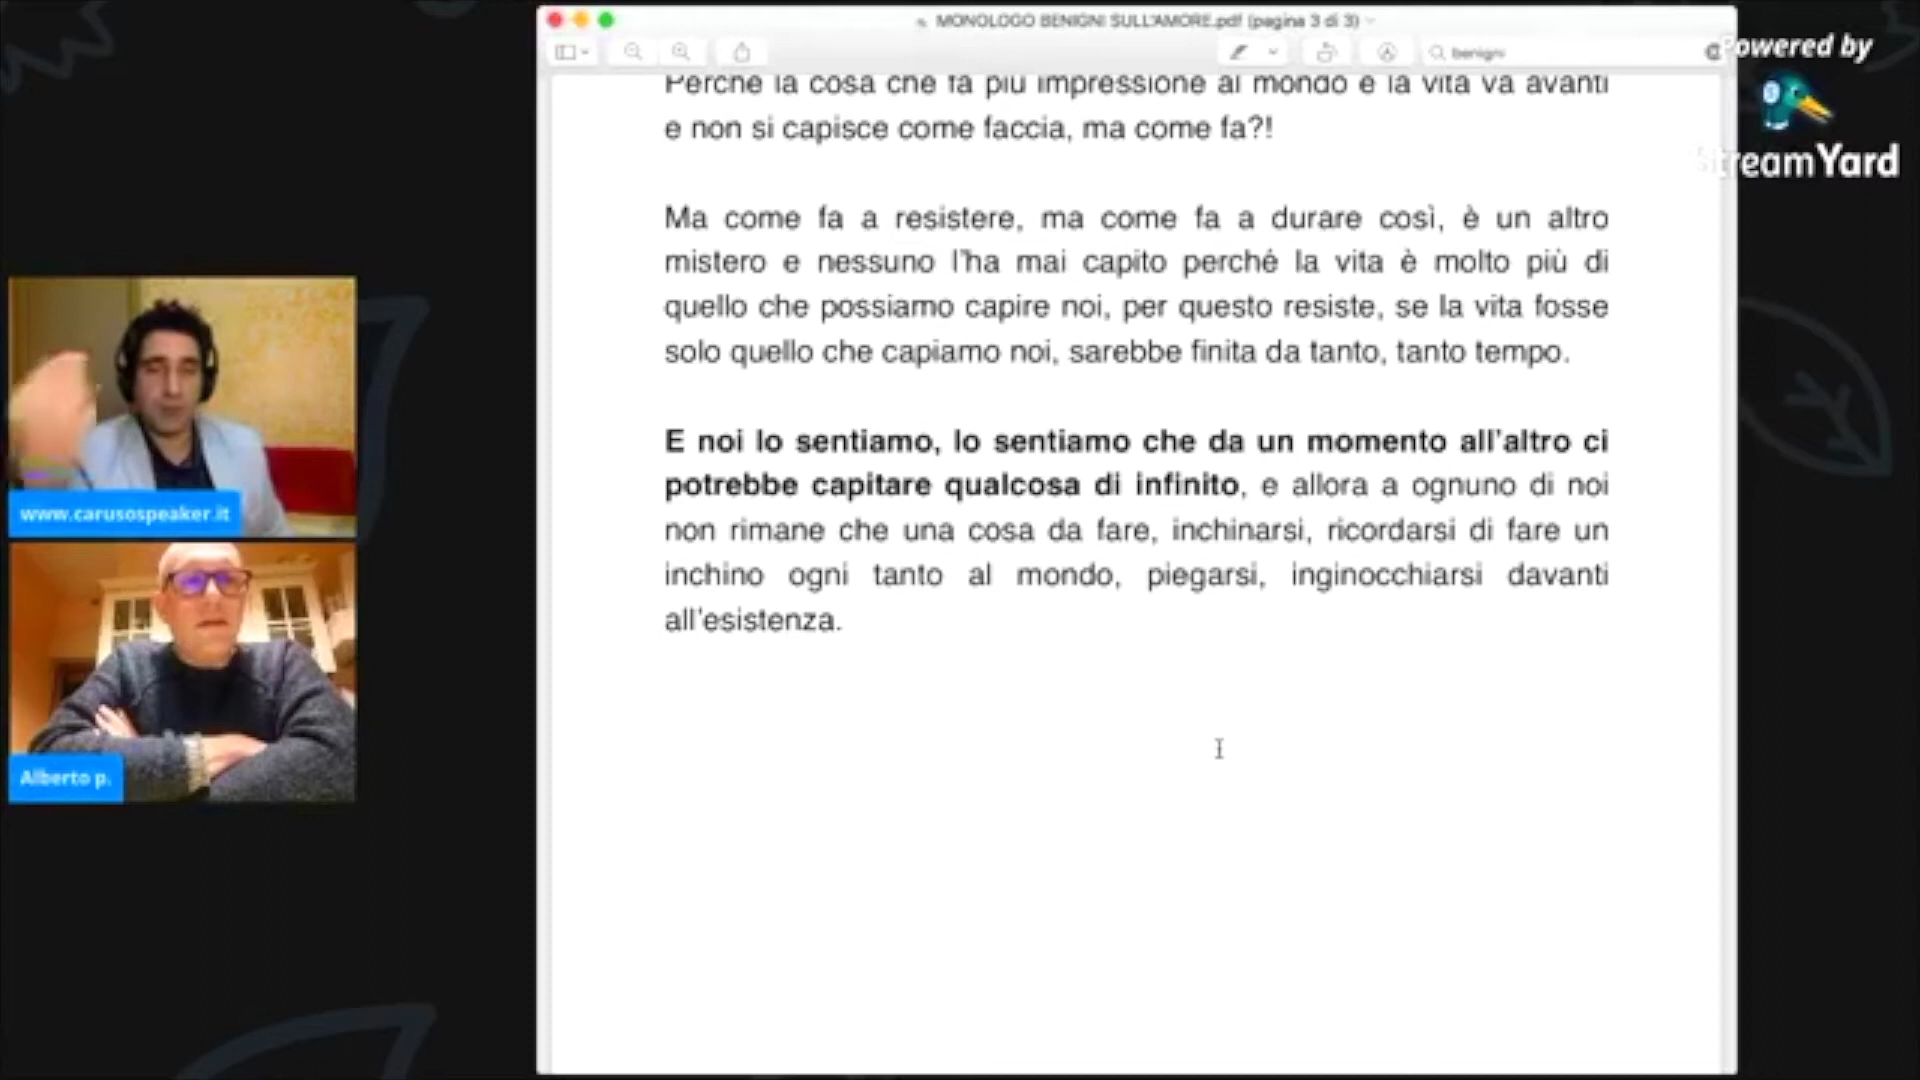 MONOLOGO BENIGNI SULL'AMORE.pdf (pagina 3 di 3)
benigni
Powered by
StreamYard
Perché la cosa che fa più impressione al mondo è la vita va avanti
e non si capisce come faccia, ma come fa?!
Ma come fa a resistere, ma come fa a durare così, è un altro
mistero e nessuno l'ha mai capito perché la vita è molto più di
quello che possiamo capire noi, per questo resiste, se la vita fosse
solo quello che capiamo noi, sarebbe finita da tanto, tanto tempo.
E noi lo sentiamo, lo sentiamo che da un momento all'altro ci
potrebbe capitare qualcosa di infinito, e allora a ognuno di noi
non rimane che una cosa da fare, inchinarsi, ricordarsi di fare un
inchino ogni tanto al mondo, piegarsi, inginocchiarsi davanti
all'esistenza.
www.carusospeaker.it
Alberto p.